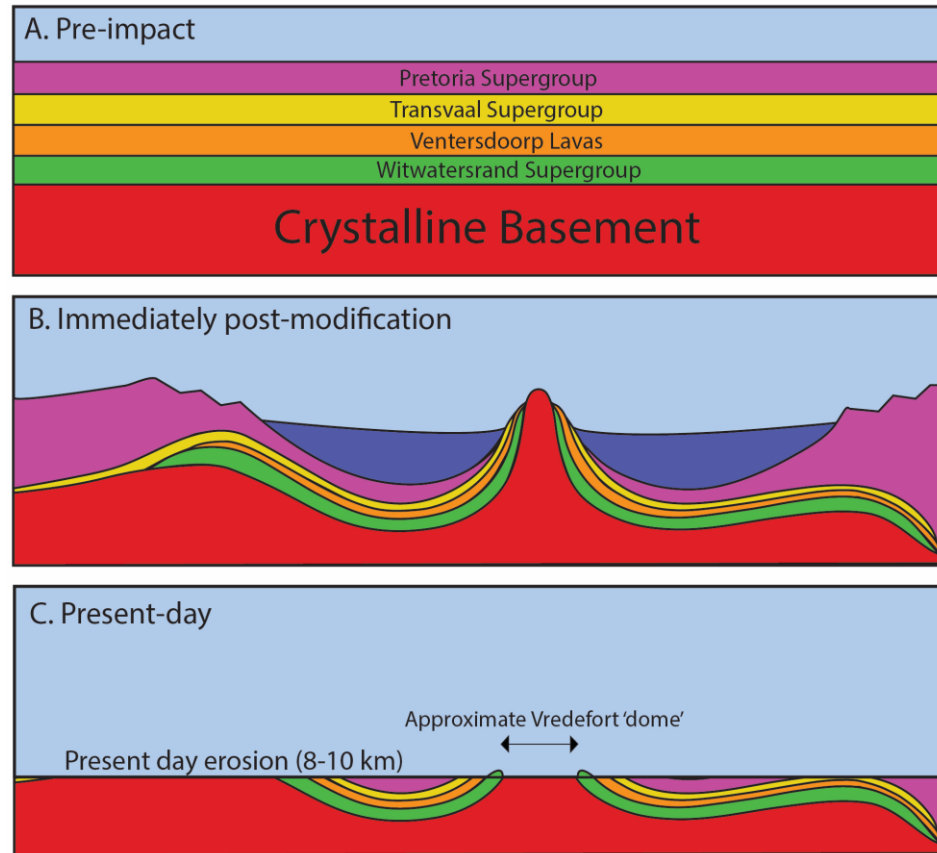 A. Pre-impact
Pretoria Supergroup
Transvaal Supergroup
Ventersdoorp Lavas
Witwatersrand Supergroup
Crystalline Basement
B. Immediately post-modification
C. Present-day
Approximate Vredefort 'dome'
Present day erosion (8-10 km)